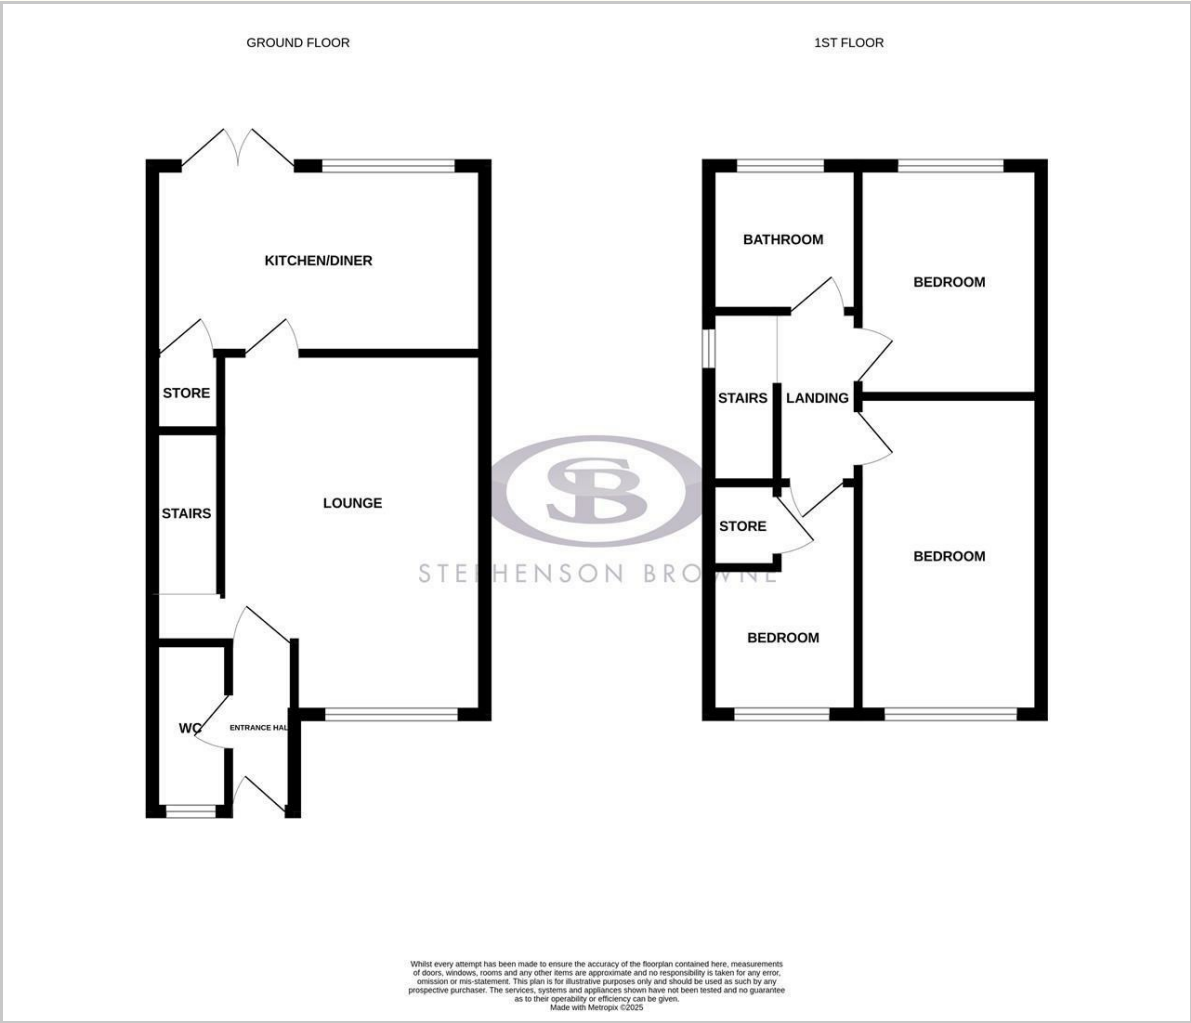 GROUND FLOOR
1ST FLOOR
KITCHEN/DINER
STORE
STAIRS
LOUNGE
WC
ENTRANCE HALL
BATHROOM
BEDROOM
STAIRS
LANDING
STORE
BEDROOM
BEDROOM
SB
STEPHENSON BROWNE
Whilst every attempt has been made to ensure the accuracy of the floorplan contained here, measurements
of doors, windows, rooms and any other items are approximate and no responsibility is taken for any error,
omission or mis-statement. This plan is for illustrative purposes only and should be used as such by any
prospective purchaser. The services, systems and appliances shown have not been tested and no guarantee
as to their operability or efficiency can be given.
Made with Metropix ©2025